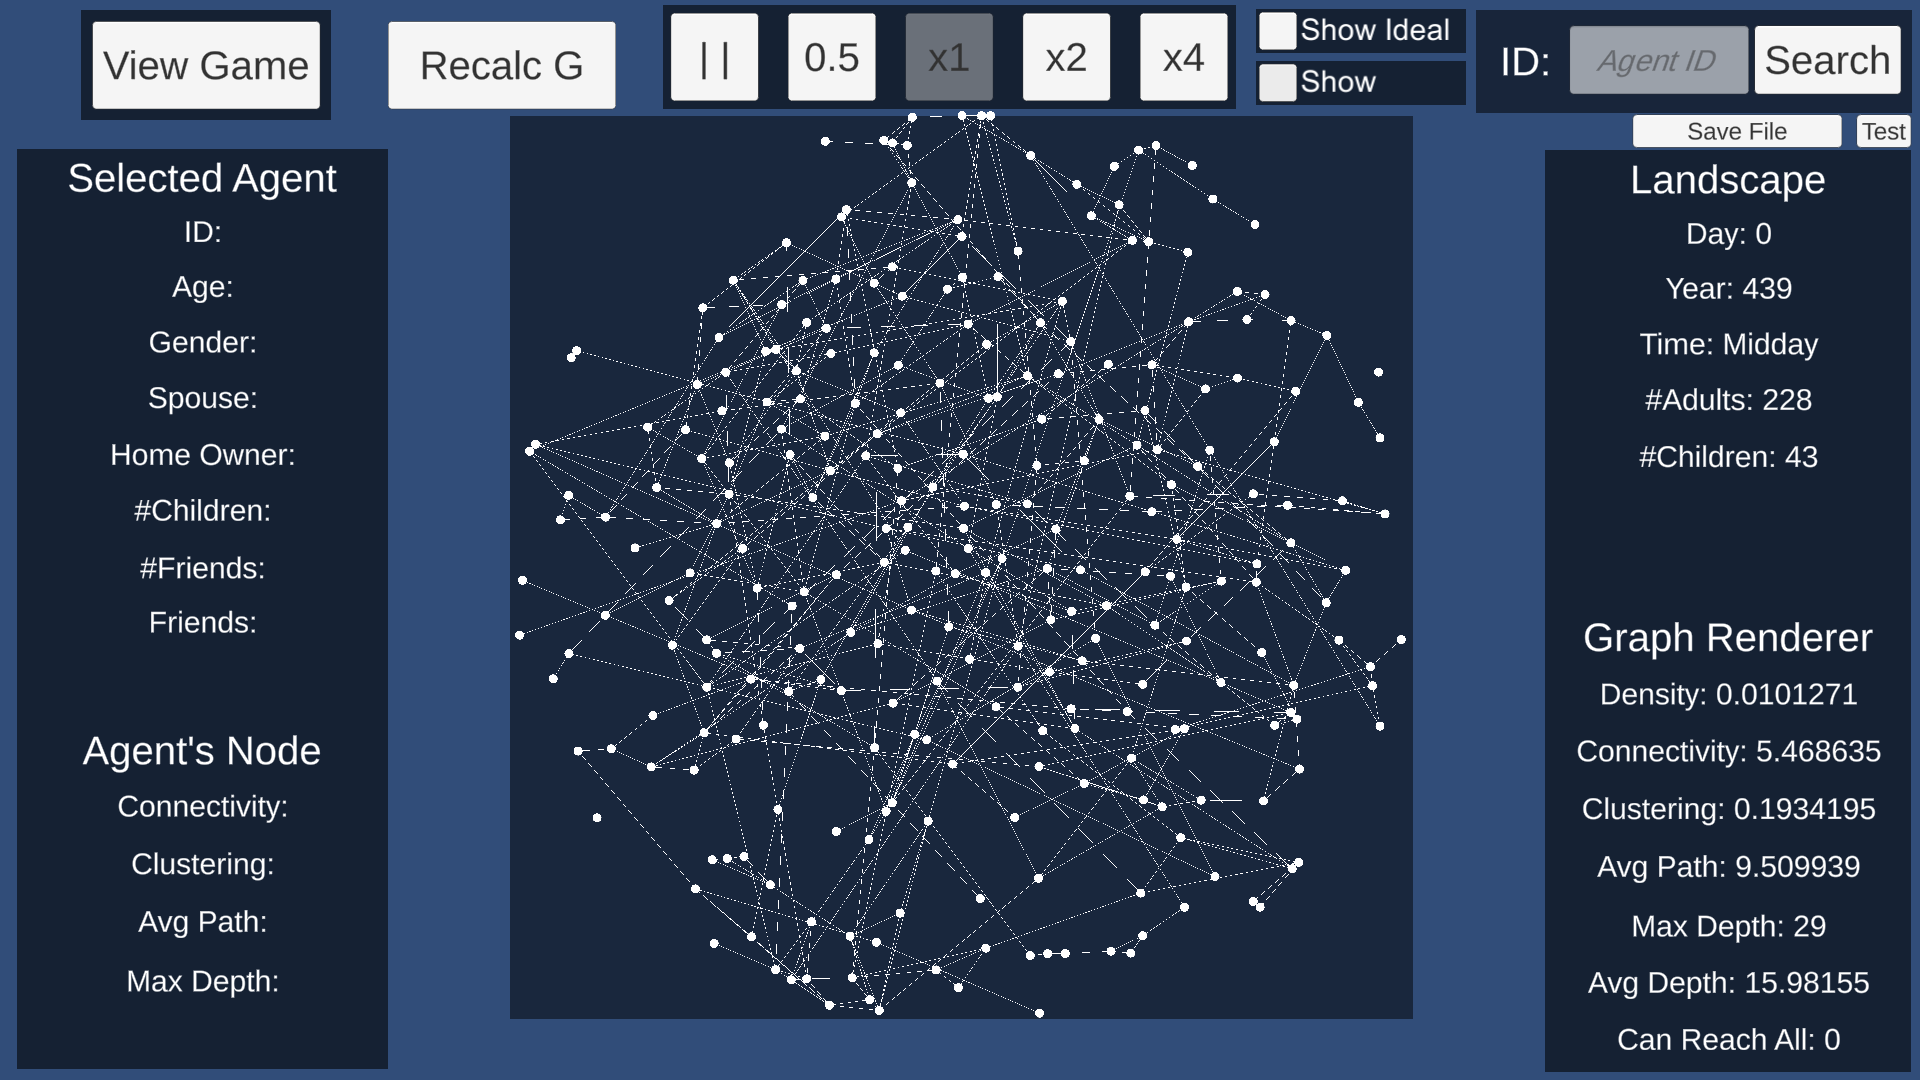 View Game
Recalc G
| |
0.5
x1
x2
x4
Show Ideal
Show
ID:
Agent ID
Search
Save File
Test
Selected Agent
ID:
Age:
Gender:
Spouse:
Home Owner:
#Children:
#Friends:
Friends:
Agent's Node
Connectivity:
Clustering:
Avg Path:
Max Depth:
Landscape
Day: 0
Year: 439
Time: Midday
#Adults: 228
#Children: 43
Graph Renderer
Density: 0.0101271
Connectivity: 5.468635
Clustering: 0.1934195
Avg Path: 9.509939
Max Depth: 29
Avg Depth: 15.98155
Can Reach All: 0